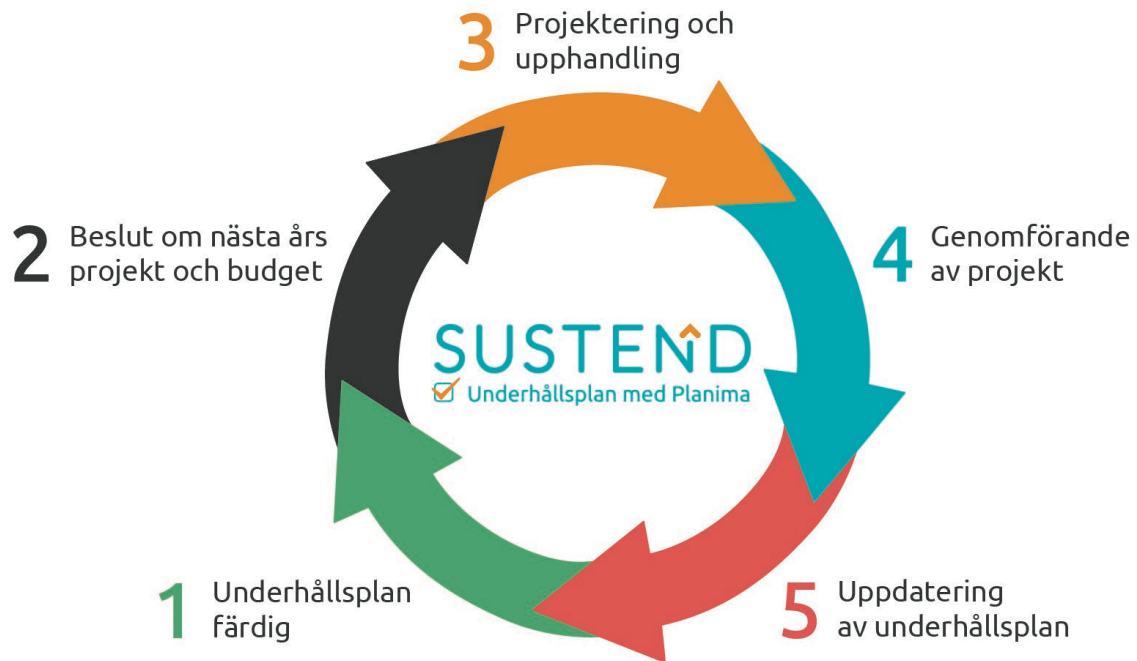 3 Projektering och
upphandling
2 Beslut om nästa års
projekt och budget
4 Genomförande
av projekt
SUSTEND
Underhållsplan med Planima
1 Underhållsplan
färdig
5 Uppdatering
av underhållsplan